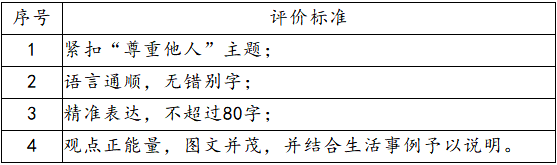 序号 评价标准
1 紧扣“尊重他人”主题；
2 语言通顺，无错别字；
3 精准表达，不超过80字；
4 观点正能量，图文并茂，并结合生活事例予以说明。